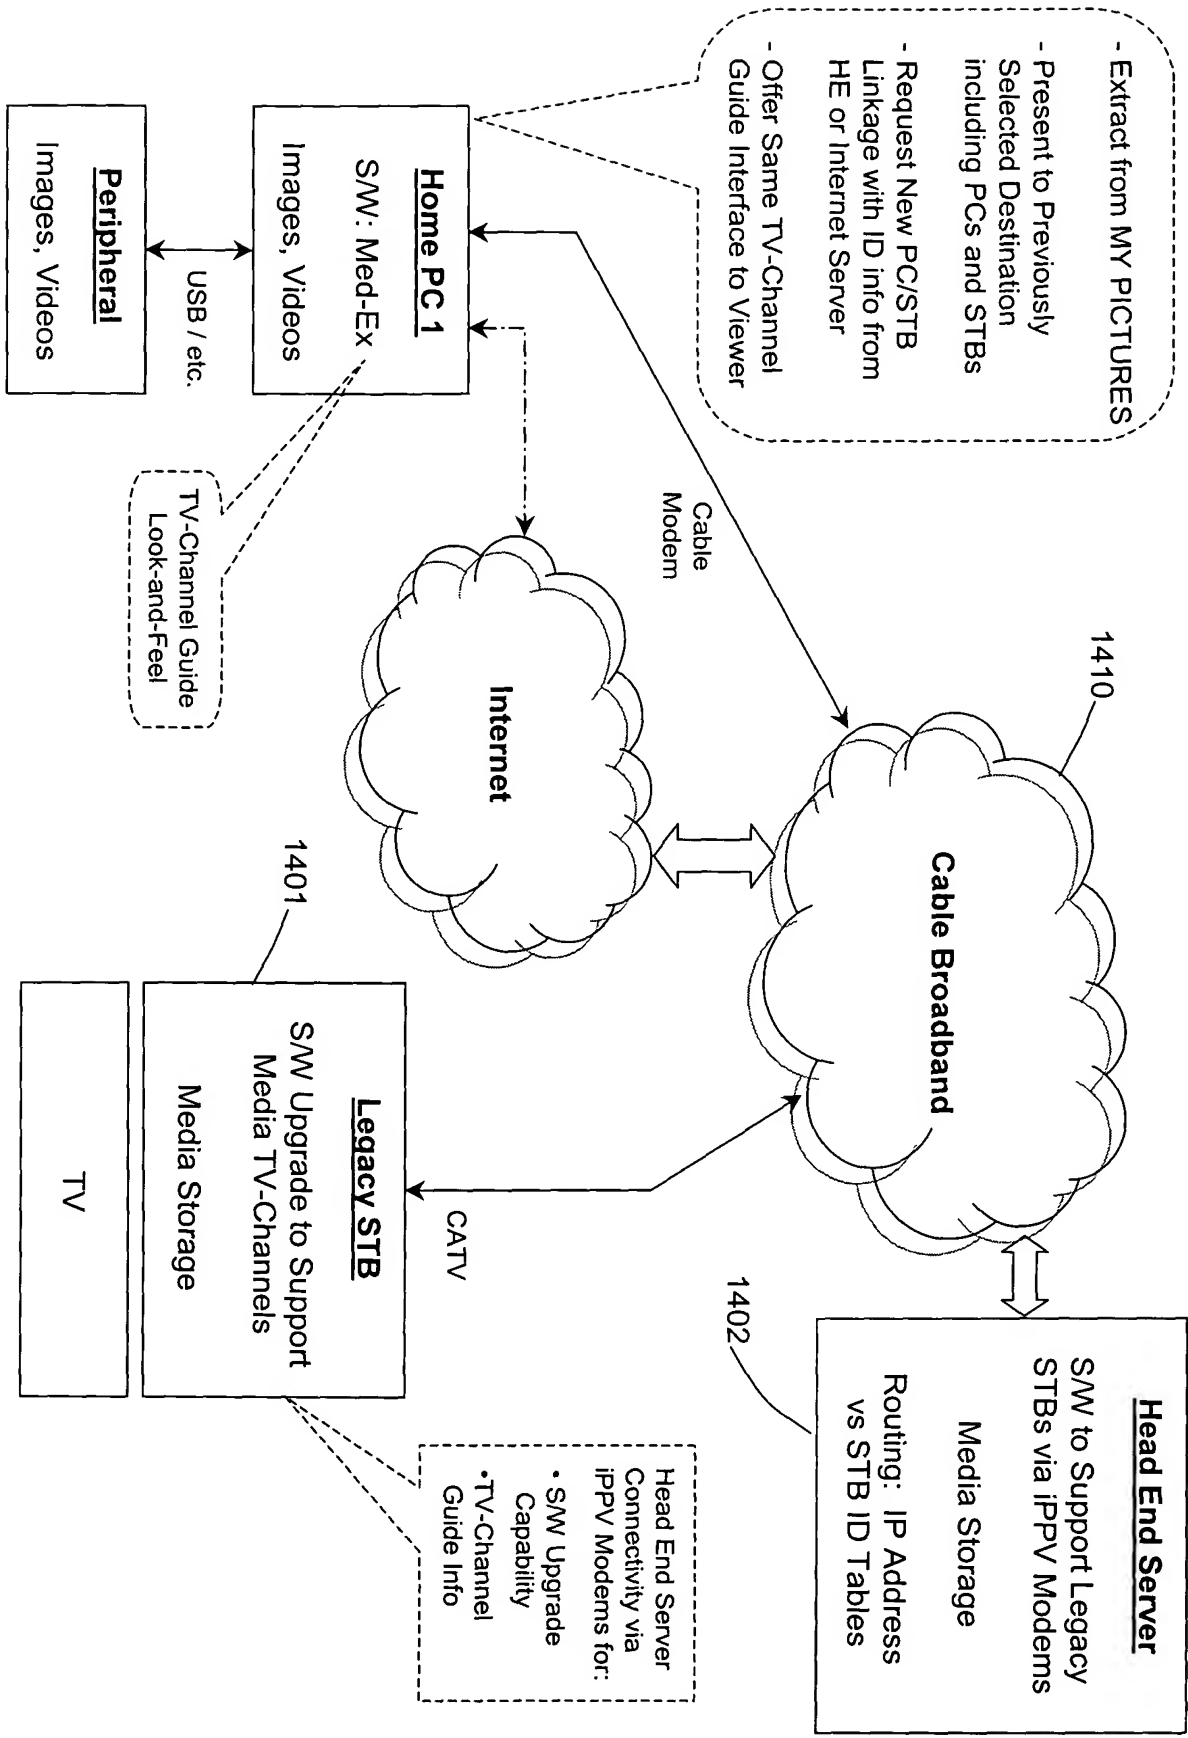 - Extract from MY PICTURES
- Present to Previously
Selected Destination
including PCs and STBs
- Request New PC/STB
Linkage with ID info from
HE or Internet Server
- Offer Same TV-Channel
Guide Interface to Viewer
Home PC 1
S/W: Med-Ex
Images, Videos
USB / etc.
Peripheral
Images, Videos
TV-Channel Guide
Look-and-Feel
Cable
Modem
Internet
1410
Cable Broadband
1401
Legacy STB
S/W Upgrade to Support
Media TV-Channels
Media Storage
TV
CATV
1402
Head End Server
S/W to Support Legacy
STBs via iPPV Modems
Media Storage
Routing: IP Address
vs STB ID Tables
Head End Server
Connectivity via
iPPV Modems for:
• S/W Upgrade
Capability
•TV-Channel
Guide Info